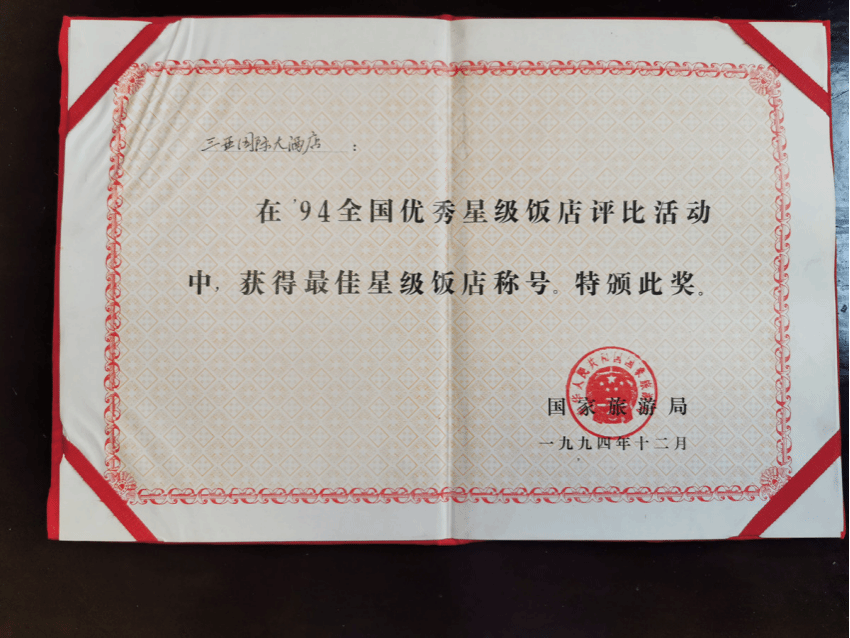 三亚国际大酒店：
在'94全国优秀星级饭店评比活动
中，获得最佳星级饭店称号。特颁此奖。
国家旅游局
一九九四年十二月